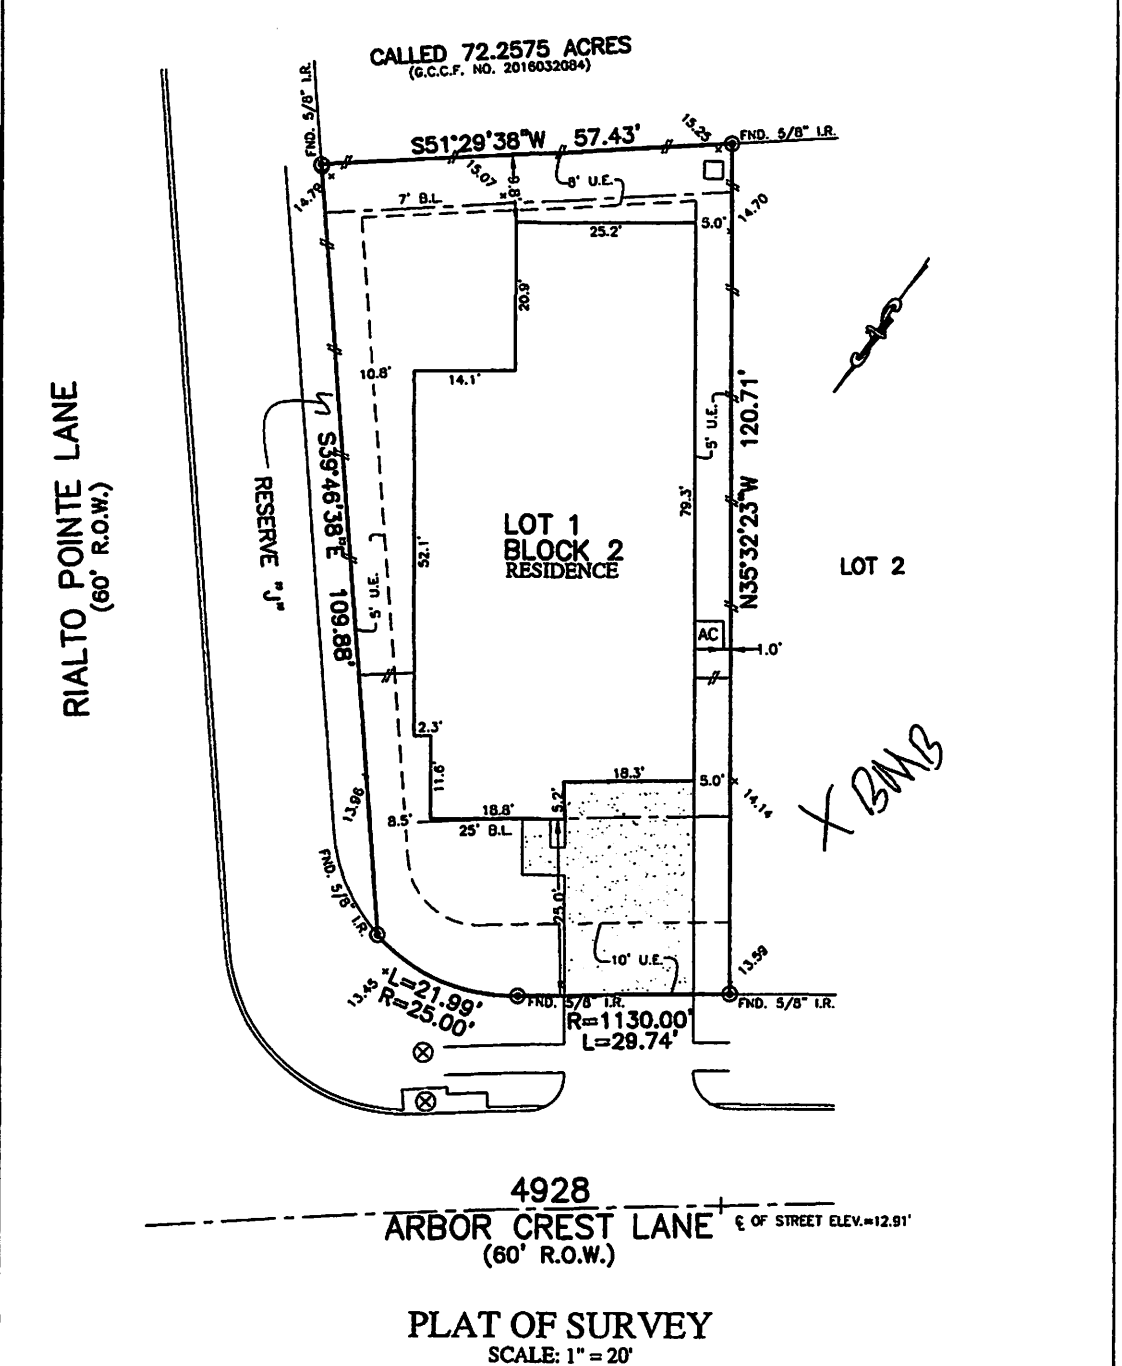 CALLED 72.2575 ACRES
(G.C.C.F. NO. 2016032084)
FND. 5/8" I.R.
S51°29'38"W 57.43'
15.25
FND. 5/8" I.R.
14.79
15.07
9.8'
8' U.E.
7' B.L.
14.70
25.2'
5.0'
20.9'
10.8'
14.1'
5' U.E.
N35°32'23"W 120.71'
RIALTO POINTE LANE
(60' R.O.W.)
RESERVE "J"
S39°46'38"E 109.88'
52.1'
79.3'
LOT 1
BLOCK 2
RESIDENCE
LOT 2
5' U.E.
AC
1.0'
2.3'
11.6'
18.3'
5.0'
14.14
X BMB
13.96
8.5'
18.8'
5.2'
25' B.L.
25.0'
FND. 5/8" I.R.
10' U.E.
13.59
13.45
L=21.99'
R=25.00'
FND. 5/8" I.R.
FND. 5/8" I.R.
R=1130.00'
L=29.74'
4928
ARBOR CREST LANE
(60' R.O.W.)
℄ OF STREET ELEV.=12.91'
PLAT OF SURVEY
SCALE: 1" = 20'